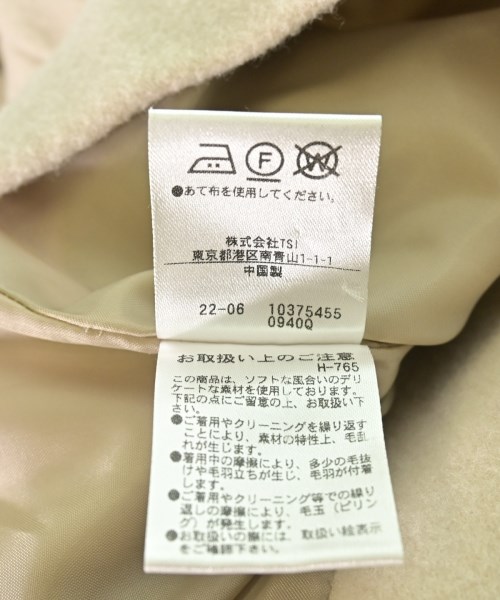 F W
●あて布を使用してください。
株式会社TSI
東京都港区南青山1-1-1
中国製
22-06 10375455
0940Q
お取扱い上のご注意
H-765
この商品は、ソフトな風合いのデリ
ケートな素材を使用しております。
下記の点にご留意の上、お取扱い下
さい。
●ご着用やクリーニングを繰り返す
ことにより、素材の特性上、毛乱
れが生じます。
●着用中の摩擦により、多少の毛抜
けや毛羽立ちが生じ、毛羽が付着
します。
●ご着用やクリーニング等での繰り
返しの摩擦により、毛玉（ピリン
グ）が発生します。
●お取扱いの際には、取扱い絵表示
をご確認下さい。